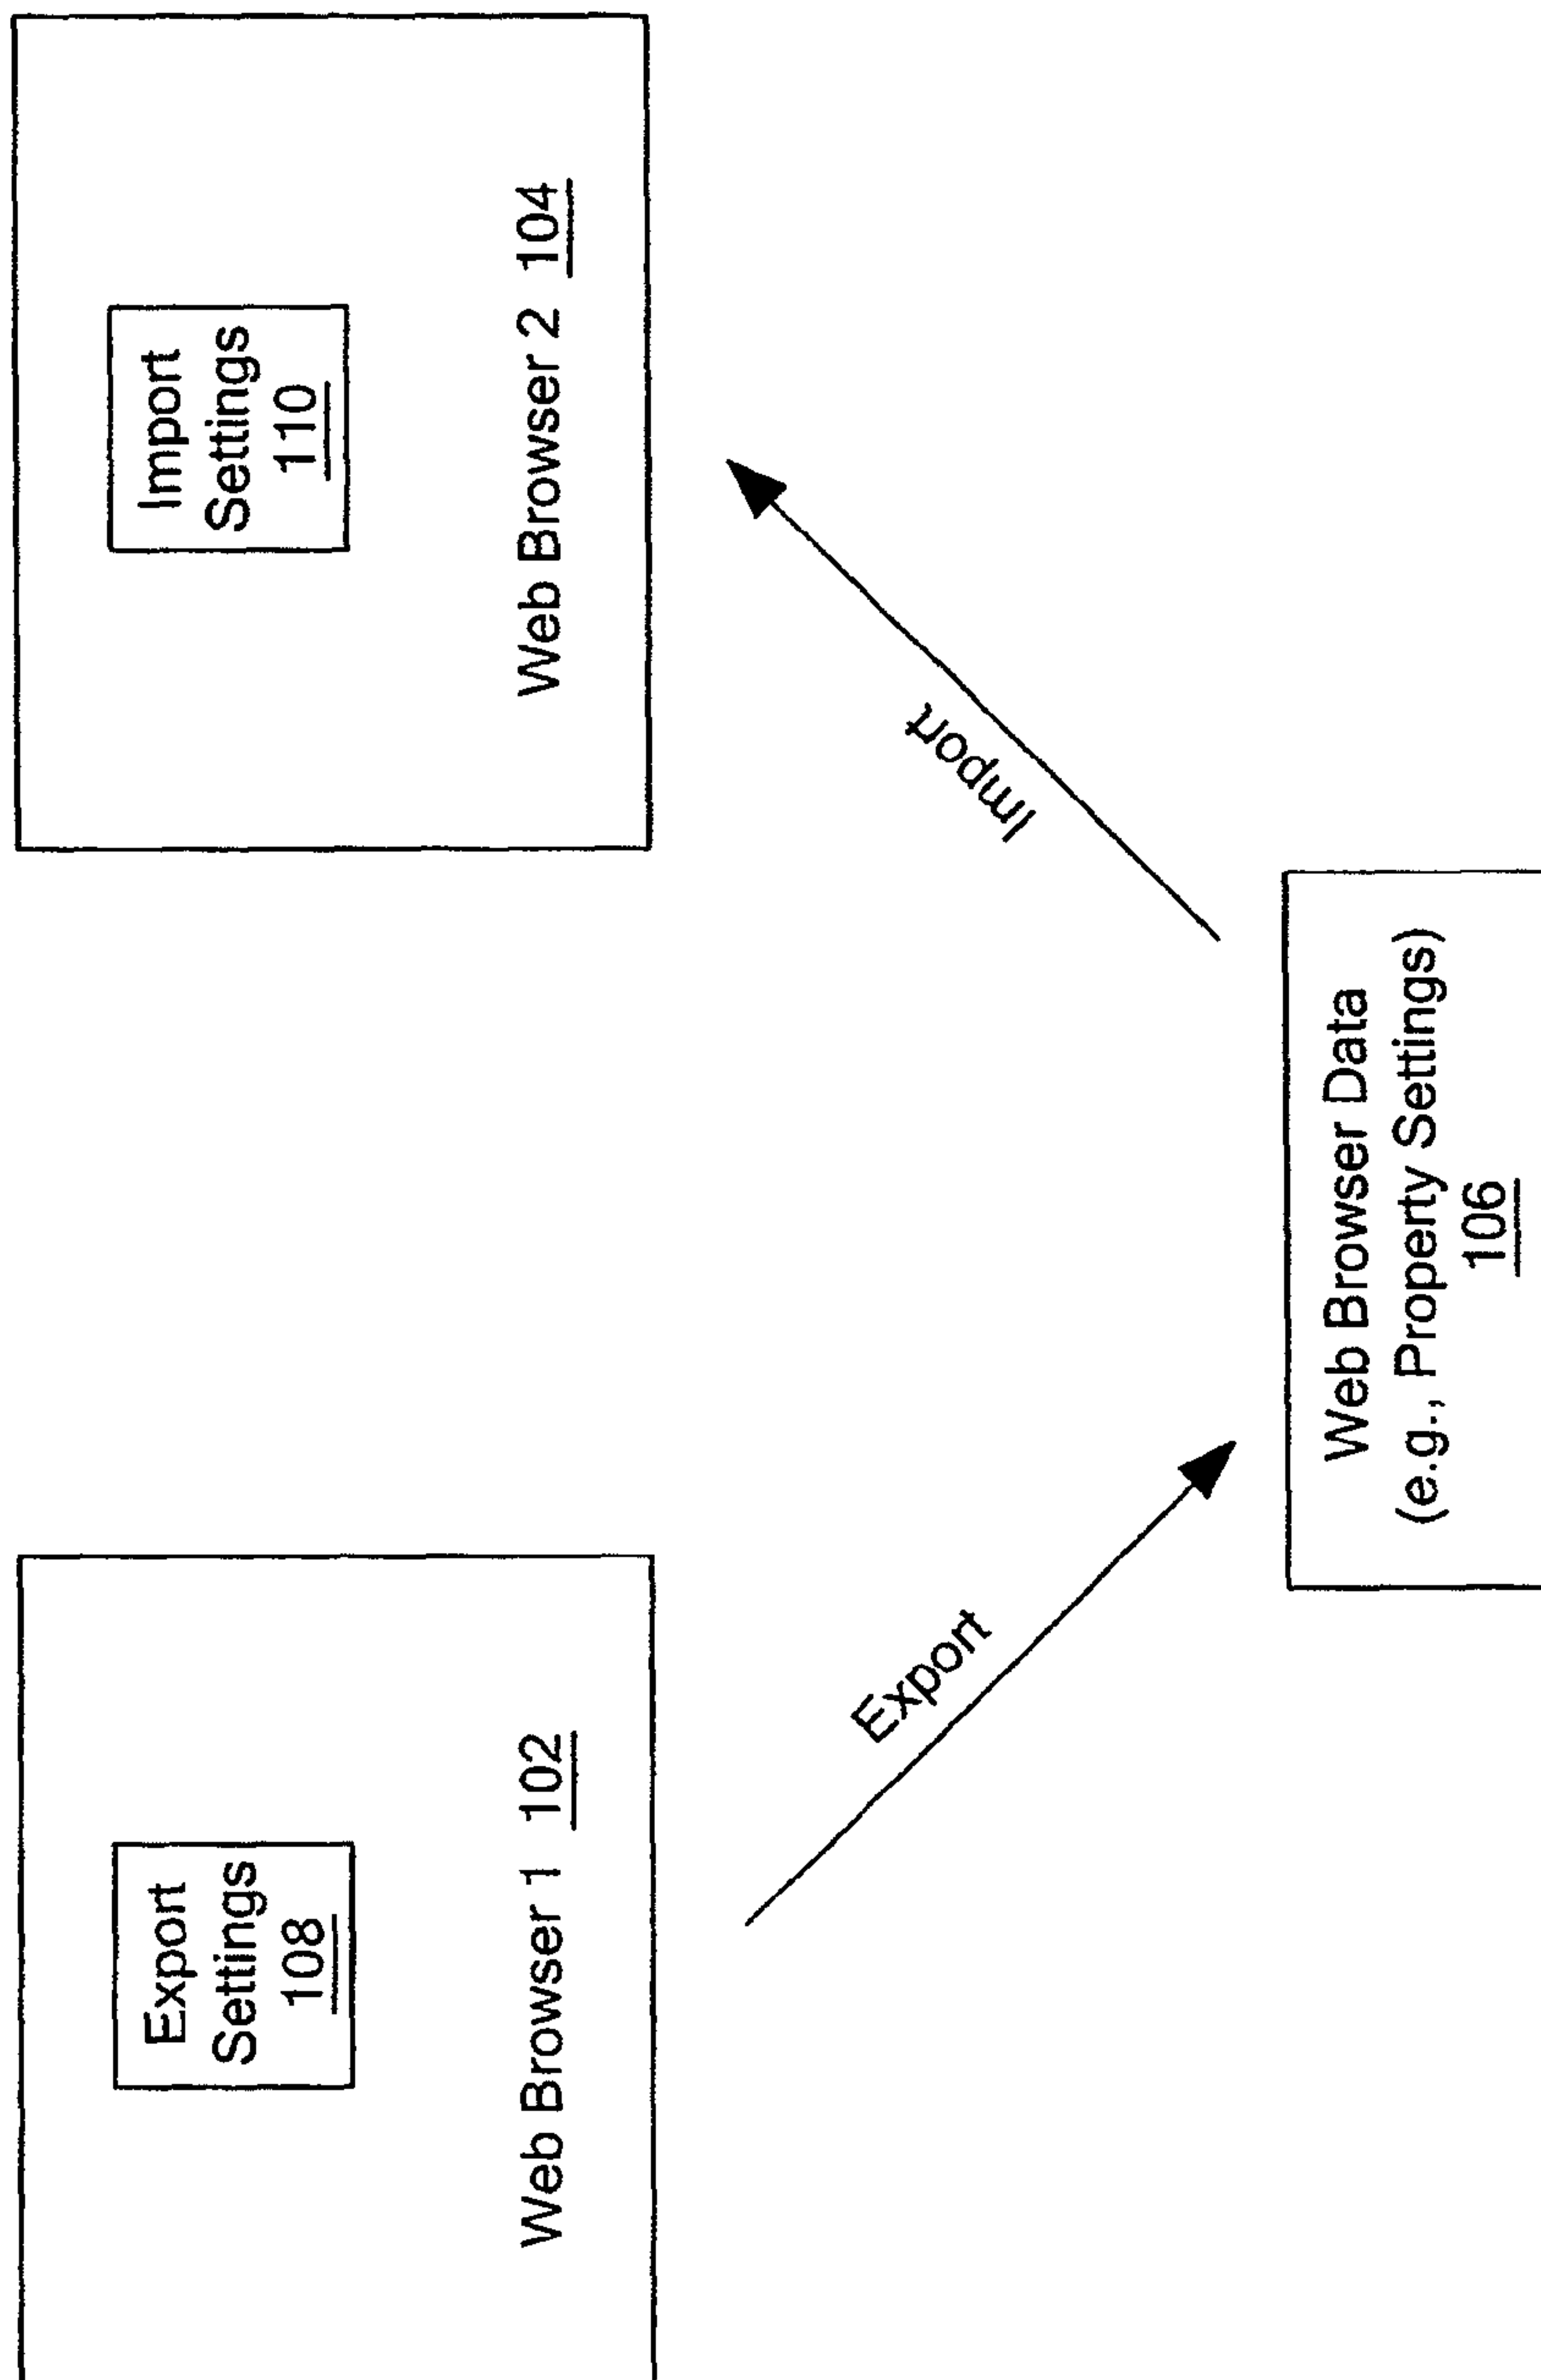 Export
Settings
108
Web Browser 1 102
Import
Settings
110
Web Browser 2 104
Export
Import
Web Browser Data
(e.g., Property Settings)
106